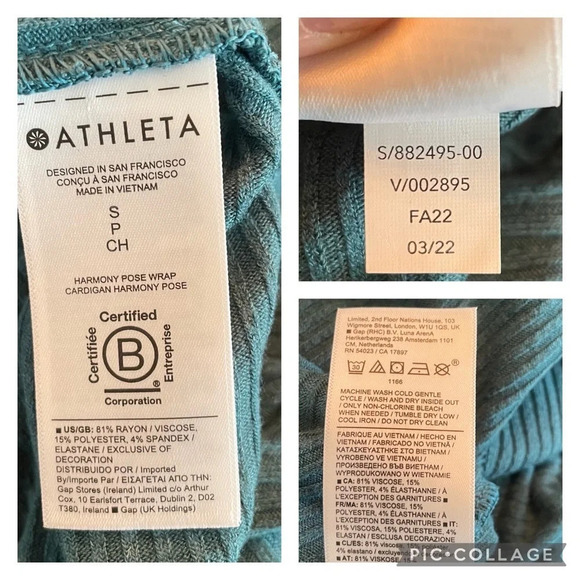 ATHLETA
DESIGNED IN SAN FRANCISCO
CONÇU À SAN FRANCISCO
MADE IN VIETNAM
S
P
CH
HARMONY POSE WRAP
CARDIGAN HARMONY POSE
Certified
Certifiée
B
Entreprise
®
Corporation
■ US/GB: 81% RAYON / VISCOSE,
15% POLYESTER, 4% SPANDEX /
ELASTANE / EXCLUSIVE OF
DECORATION
DISTRIBUIDO POR / Imported
By/Importe Par / ΕΙΣΑΓΕΤΑΙ ΑΠΟ ΤΗΝ:
Gap Stores (Ireland) Limited c/o Arthur
Cox, 10 Earlsfort Terrace, Dublin 2, D02
T380, Ireland ■ Gap (UK Holdings)
S/882495-00
V/002895
FA22
03/22
Limited, 2nd Floor Nations House, 103
Wigmore Street, London, W1U 1QS, UK
■ Gap (RHC) B.V. Luna ArenA
Herikerbergweg 238 Amsterdam 1101
CM, Netherlands
RN 54023 / CA 17897
30
1166
MACHINE WASH COLD GENTLE
CYCLE / WASH AND DRY INSIDE OUT
/ ONLY NON-CHLORINE BLEACH
WHEN NEEDED / TUMBLE DRY LOW /
COOL IRON / DO NOT DRY CLEAN
FABRIQUÉ AU VIETNAM / HECHO EN
VIETNAM / FABRICADO NO VIETNÃ /
ΚΑΤΑΣΚΕΥΑΣΤΗΚΕ ΣΤΟ ΒΙΕΤΝΑΜ /
VYROBENO VE VIETNAMU /
ПРОИЗВЕДЕНО ВЪВ ВИЕТНАМ /
WYPRODUKOWANO W WIETNAMIE
■ CA: 81% VISCOSE, 15%
POLYESTER, 4% ÉLASTHANNE / À
L'EXCEPTION DES GARNITURES ■
FR/MA: 81% VISCOSE, 15%
POLYESTER, 4% ÉLASTHANNE / À
L'EXCEPTION DES GARNITURES ■ IT:
81% VISCOSA, 15% POLIESTERE, 4%
ELASTAN / ESCLUSA DECORAZIONE
■ CL/ES: 81% viscosa, 15%
4% elastano / excluyendo
■ AT: 81% VISKOSE
PIC•COLLAGE